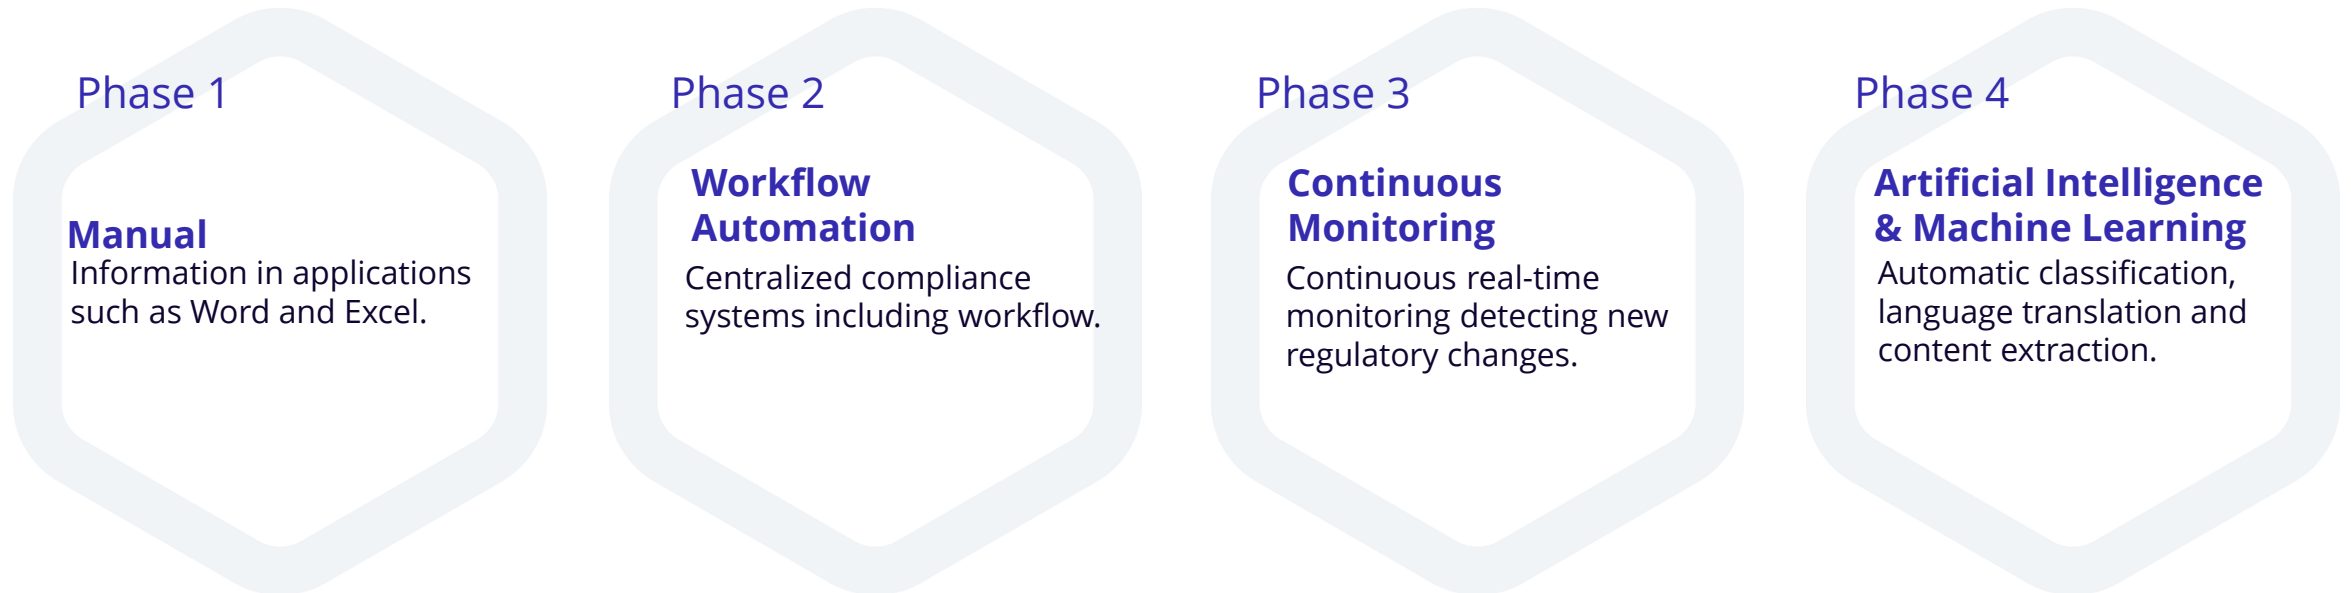 Phase 1
Manual
Information in applications
such as Word and Excel.
Phase 2
Workflow
Automation
Centralized compliance
systems including workflow.
Phase 3
Continuous
Monitoring
Continuous real-time
monitoring detecting new
regulatory changes.
Phase 4
Artificial Intelligence
& Machine Learning
Automatic classification,
language translation and
content extraction.